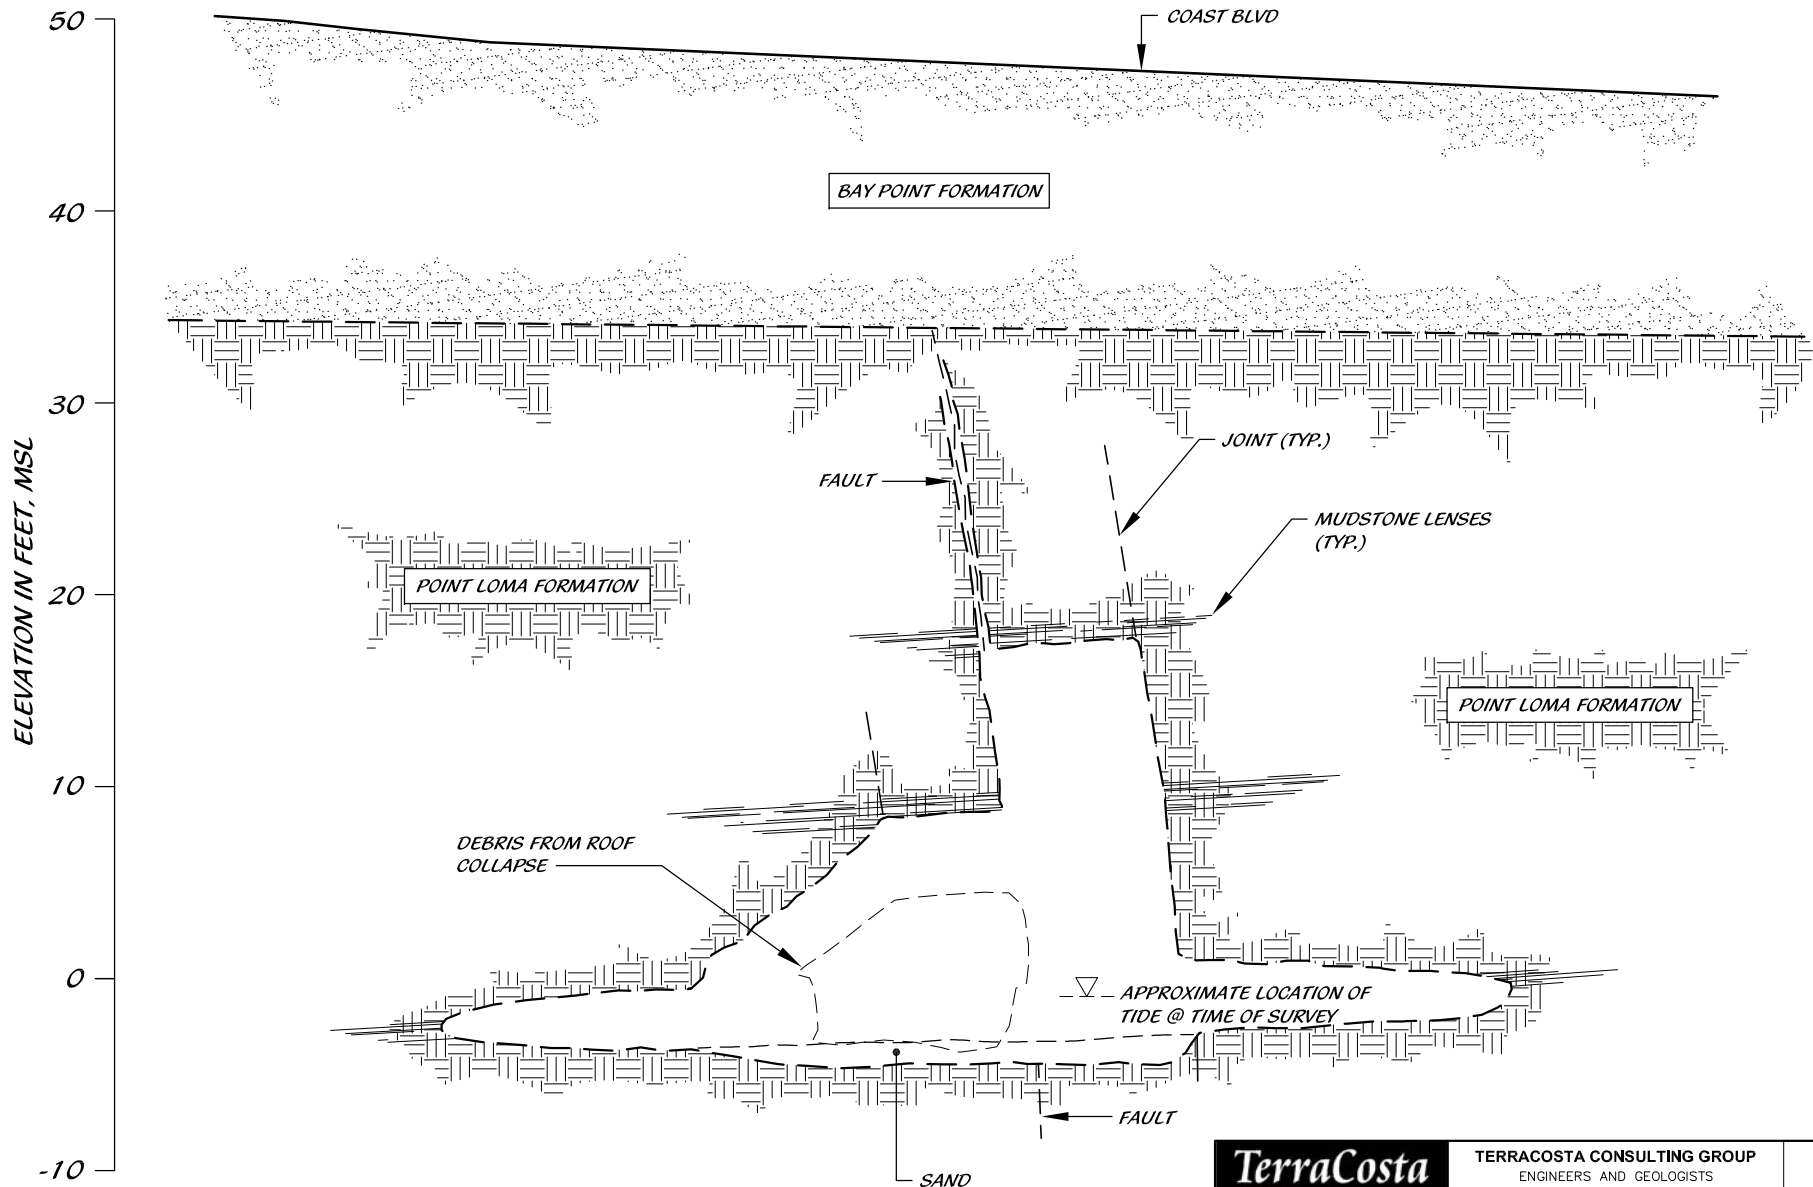 50
COAST BLVD
BAY POINT FORMATION
40
30
JOINT (TYP.)
FAULT
MUDSTONE LENSES
(TYP.)
ELEVATION IN FEET, MSL
POINT LOMA FORMATION
20
POINT LOMA FORMATION
10
DEBRIS FROM ROOF
COLLAPSE
0
APPROXIMATE LOCATION OF
TIDE @ TIME OF SURVEY
FAULT
-10
SAND
TerraCosta
TERRACOSTA CONSULTING GROUP
ENGINEERS AND GEOLOGISTS